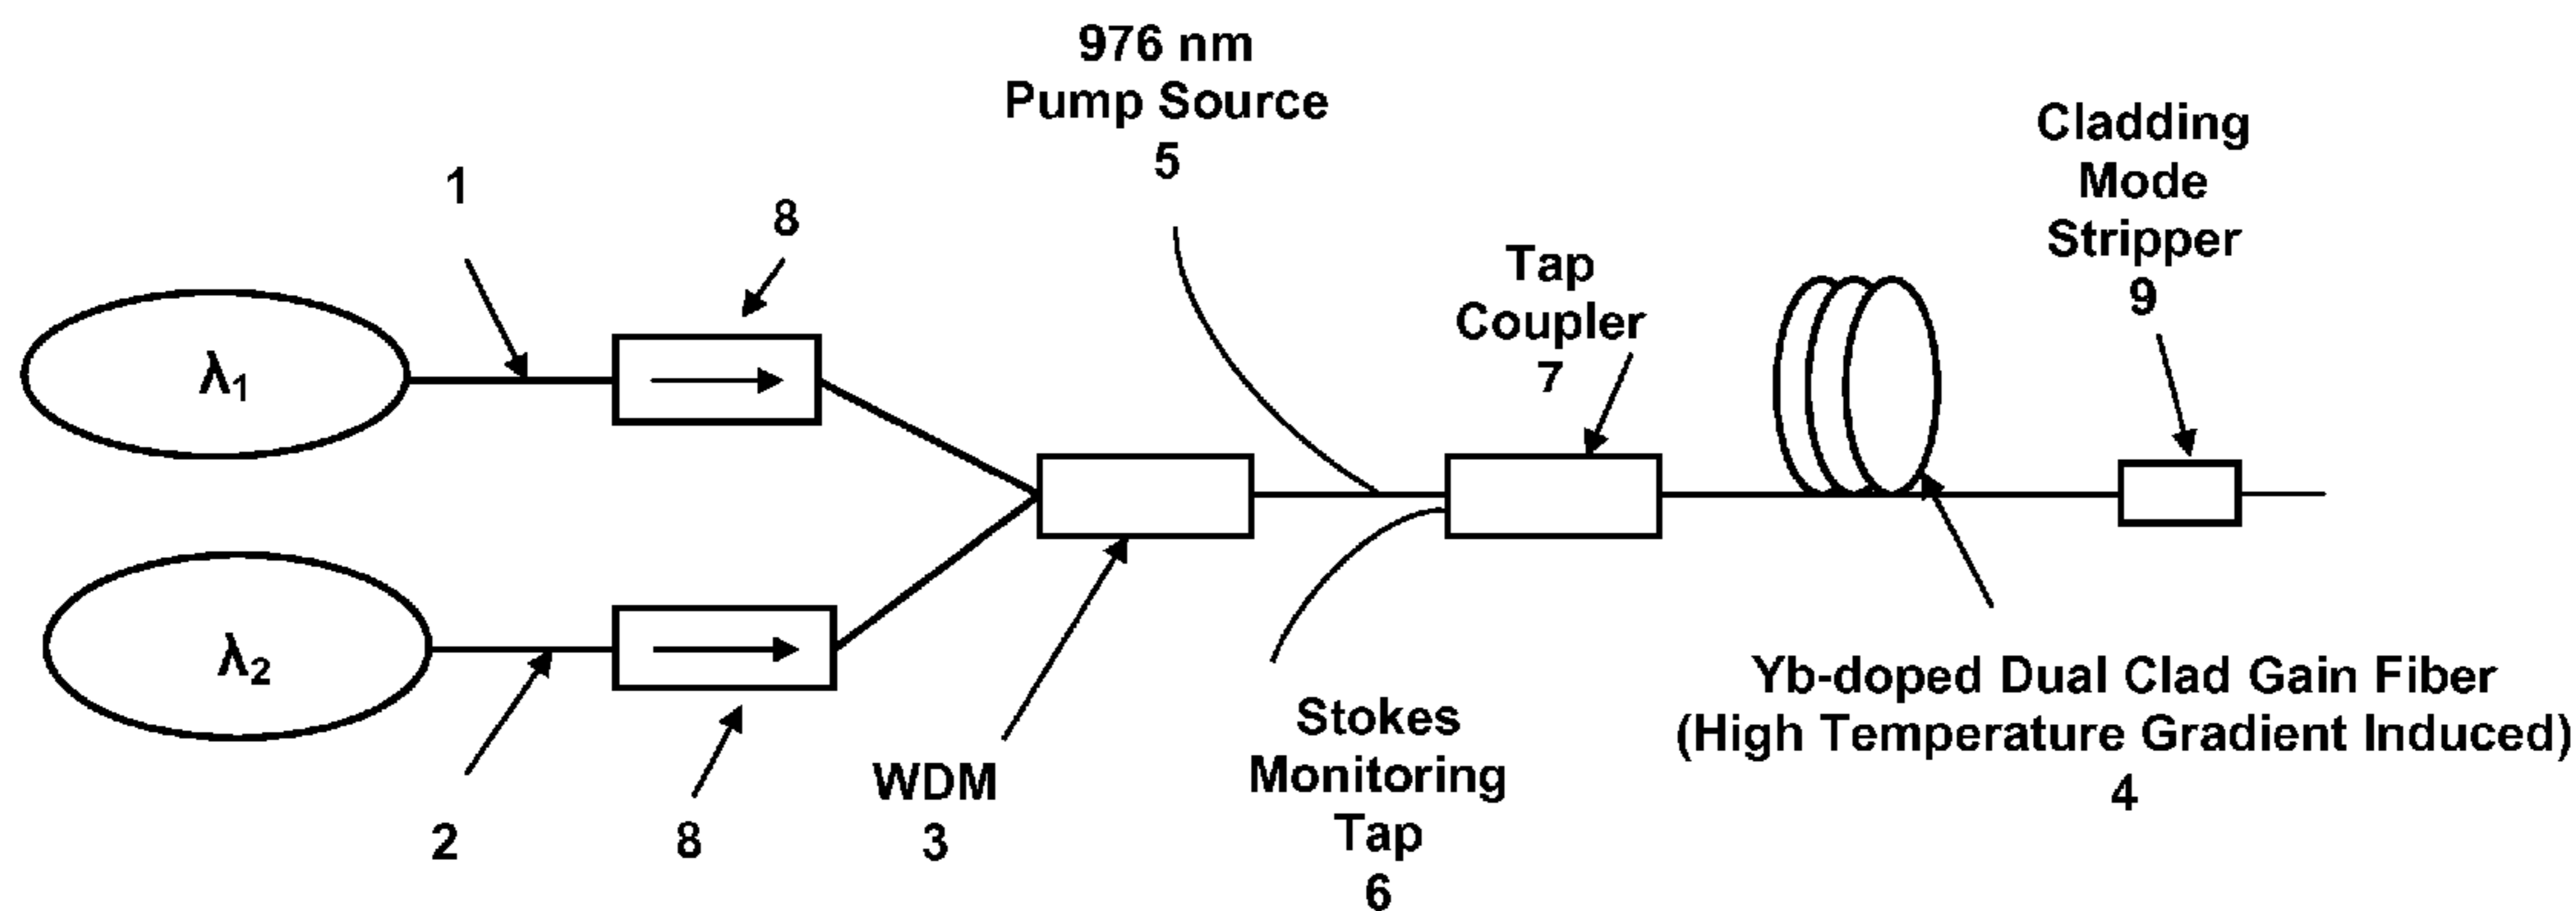 976 nm
Pump Source
5
1
8
Cladding
Mode
Stripper
9
Tap
Coupler
7
λ1
λ2
2
8
WDM
3
Stokes
Monitoring
Tap
6
Yb-doped Dual Clad Gain Fiber
(High Temperature Gradient Induced)
4